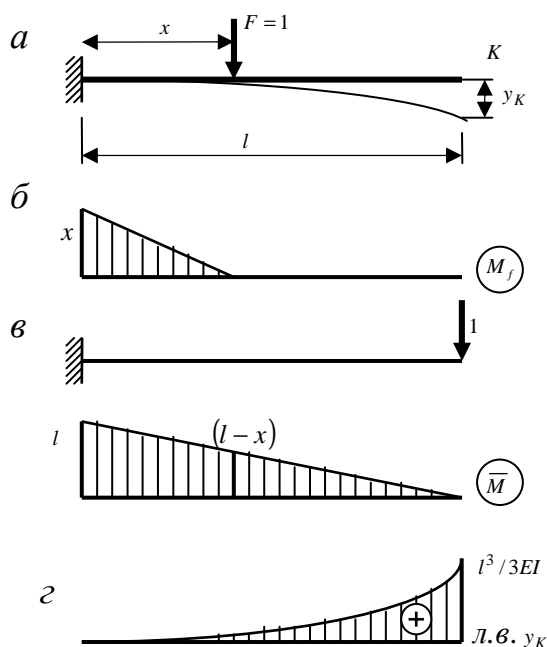 а
x
F = 1
K
y_K
l
б
x
M_f
в
1
l
(l − x)
M̅
г
l³/3EI
л.в. y_K